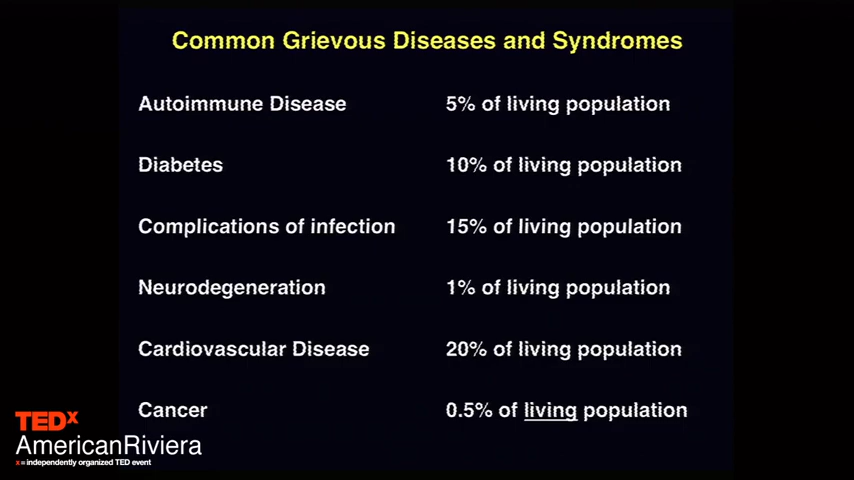 Common Grievous Diseases and Syndromes
Autoimmune Disease 5% of living population
Diabetes 10% of living population
Complications of infection 15% of living population
Neurodegeneration 1% of living population
Cardiovascular Disease 20% of living population
Cancer 0.5% of living population
TEDx
AmericanRiviera
x = independently organized TED event